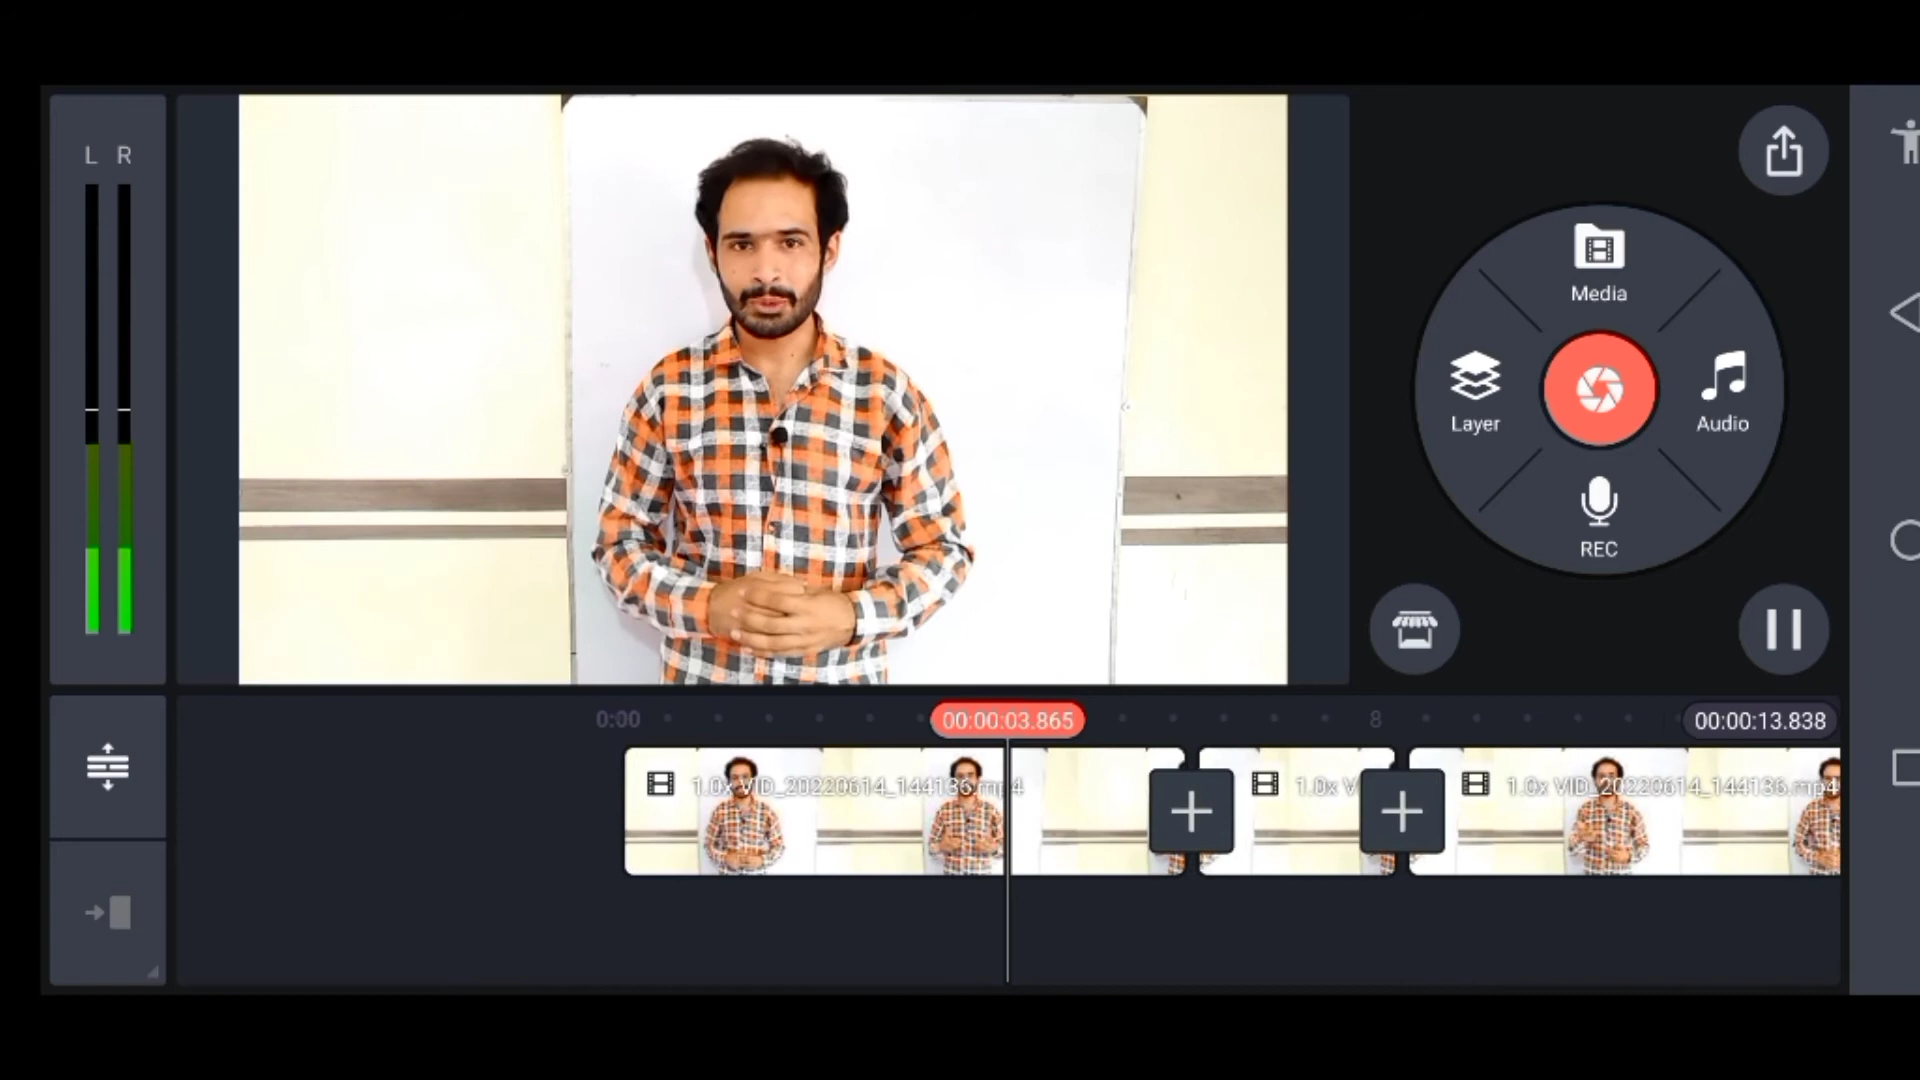 L R
Media
Layer
Audio
REC
0:00
00:00:03.865
8
00:00:13.838
1.0x VID_20220614_144136.mp4
1.0x V
1.0x VID_20220614_144136.mp4